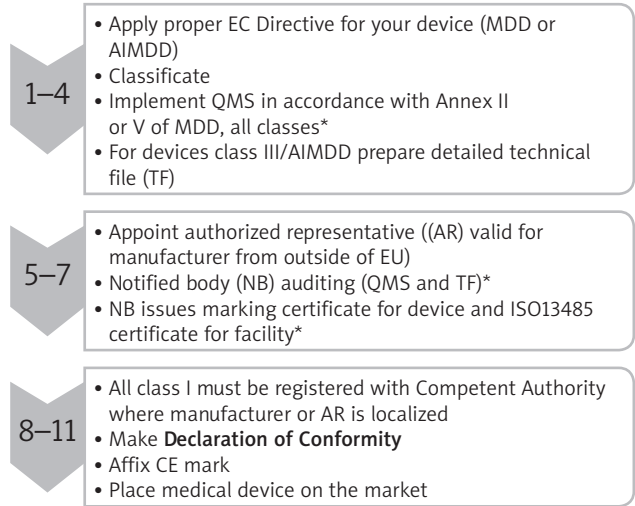 1–4
• Apply proper EC Directive for your device (MDD or
AIMDD)
• Classificate
• Implement QMS in accordance with Annex II
or V of MDD, all classes*
• For devices class III/AIMDD prepare detailed technical
file (TF)
5–7
• Appoint authorized representative ((AR) valid for
manufacturer from outside of EU)
• Notified body (NB) auditing (QMS and TF)*
• NB issues marking certificate for device and ISO13485
certificate for facility*
8–11
• All class I must be registered with Competent Authority
where manufacturer or AR is localized
• Make Declaration of Conformity
• Affix CE mark
• Place medical device on the market